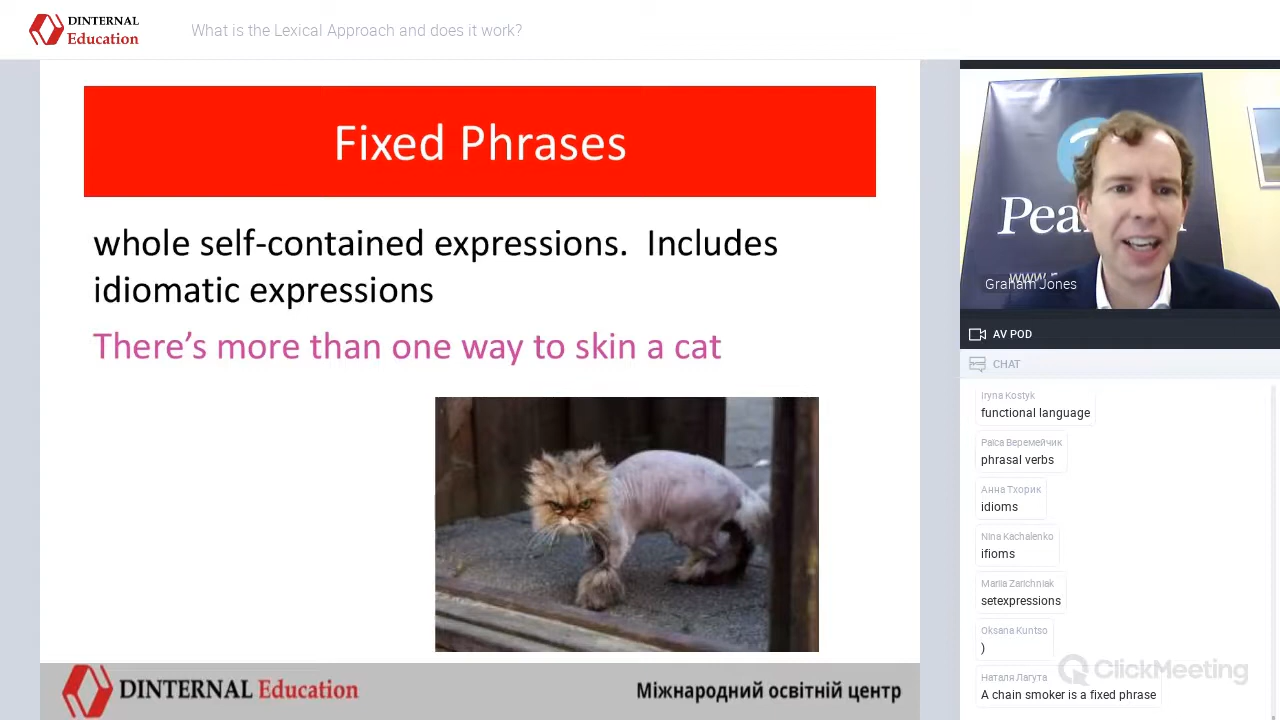 DINTERNAL
Education
What is the Lexical Approach and does it work?
Fixed Phrases
whole self-contained expressions.  Includes
idiomatic expressions
There's more than one way to skin a cat
DINTERNAL Education
Міжнародний освітній центр
Graham Jones
AV POD
CHAT
Iryna Kostyk
functional language
Раїса Веремейчик
phrasal verbs
Анна Тхорик
idioms
Nina Kachalenko
ifioms
Mariia Zarichniak
setexpressions
Oksana Kuntso
)
Наталя Лагута
A chain smoker is a fixed phrase
ClickMeeting